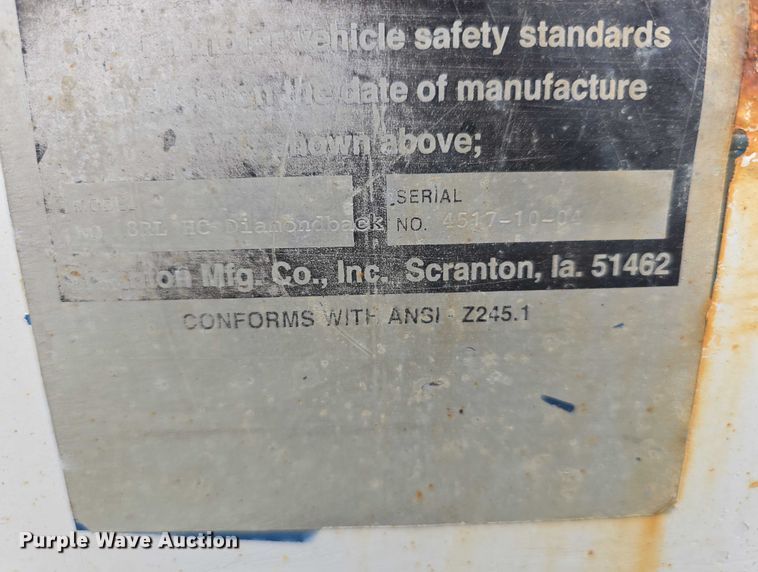 vehicle safety standards
the date of manufacture
shown above;
HC Diamondback
SERIAL
NO. 4517-10-04
Mfg. Co., Inc. Scranton, Ia. 51462
CONFORMS WITH ANSI - Z245.1
Purple Wave Auction